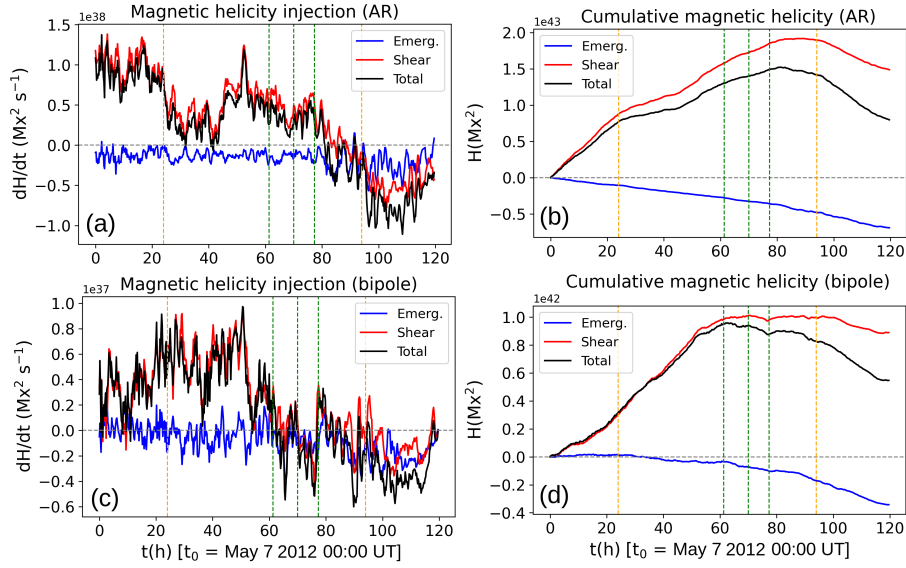 Magnetic helicity injection (AR)
1e38
1.5
1.0
0.5
0.0
−0.5
−1.0
dH/dt (Mx² s⁻¹)
Emerg.
Shear
Total
(a)
0 20 40 60 80 100 120
Cumulative magnetic helicity (AR)
1e43
2.0
1.5
1.0
0.5
0.0
−0.5
H(Mx²)
Emerg.
Shear
Total
(b)
0 20 40 60 80 100 120
Magnetic helicity injection (bipole)
1e37
1.0
0.8
0.6
0.4
0.2
0.0
−0.2
−0.4
−0.6
dH/dt (Mx² s⁻¹)
Emerg.
Shear
Total
(c)
0 20 40 60 80 100 120
t(h) [t₀ = May 7 2012 00:00 UT]
Cumulative magnetic helicity (bipole)
1e42
1.0
0.8
0.6
0.4
0.2
0.0
−0.2
−0.4
H(Mx²)
Emerg.
Shear
Total
(d)
0 20 40 60 80 100 120
t(h) [t₀ = May 7 2012 00:00 UT]